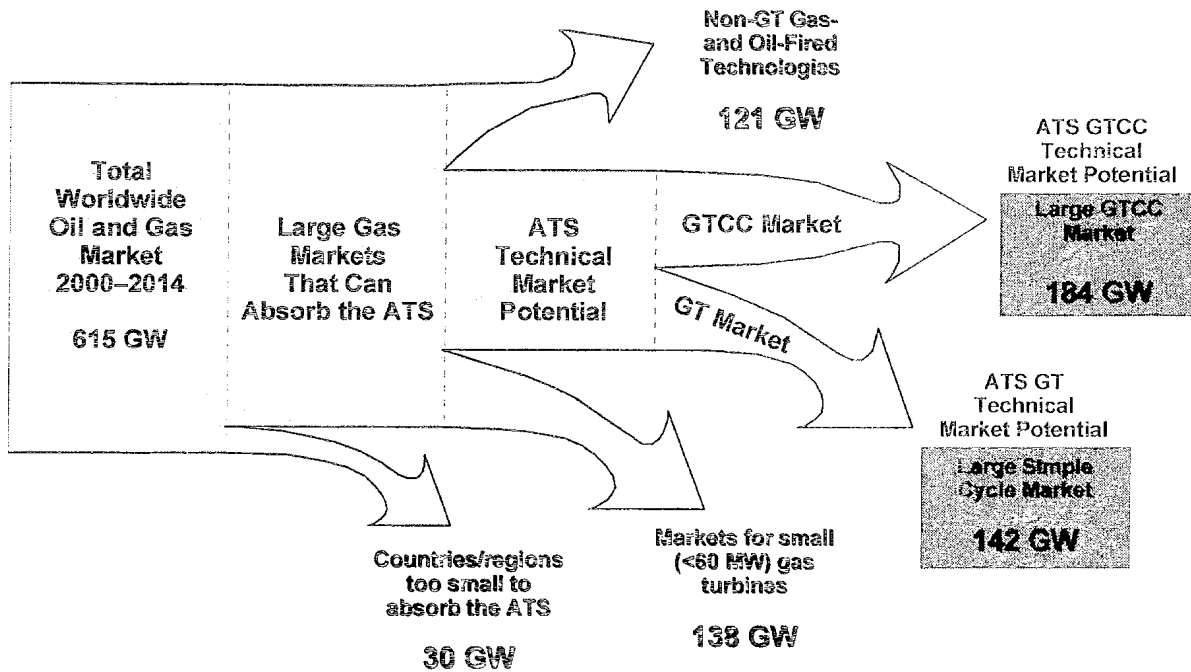 Non-GT Gas-
and Oil-Fired
Technologies
121 GW
Total
Worldwide
Oil and Gas
Market
2000–2014
615 GW
Large Gas
Markets
That Can
Absorb the ATS
ATS
Technical
Market
Potential
GTCC Market
GT Market
ATS GTCC
Technical
Market Potential
Large GTCC
Market
184 GW
ATS GT
Technical
Market Potential
Large Simple
Cycle Market
142 GW
Countries/regions
too small to
absorb the ATS
30 GW
Markets for small
(<60 MW) gas
turbines
138 GW